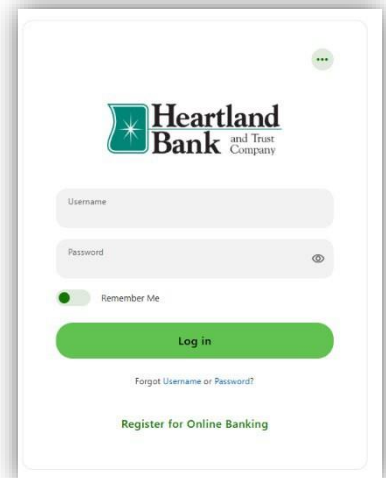 Heartland
Bank and Trust
Company
Username
Password
Remember Me
Log in
Forgot Username or Password?
Register for Online Banking